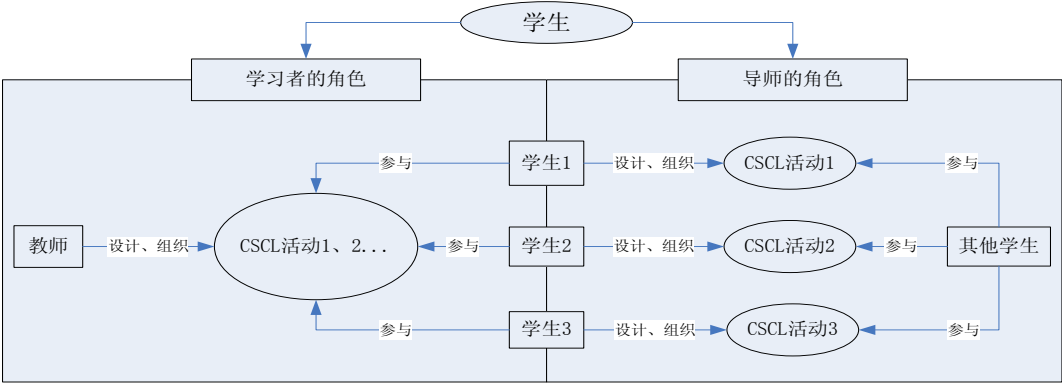 学生
学习者的角色
导师的角色
参与
学生1
设计、组织
CSCL活动1
参与
教师
设计、组织
CSCL活动1、2...
参与
学生2
设计、组织
CSCL活动2
参与
其他学生
参与
学生3
设计、组织
CSCL活动3
参与